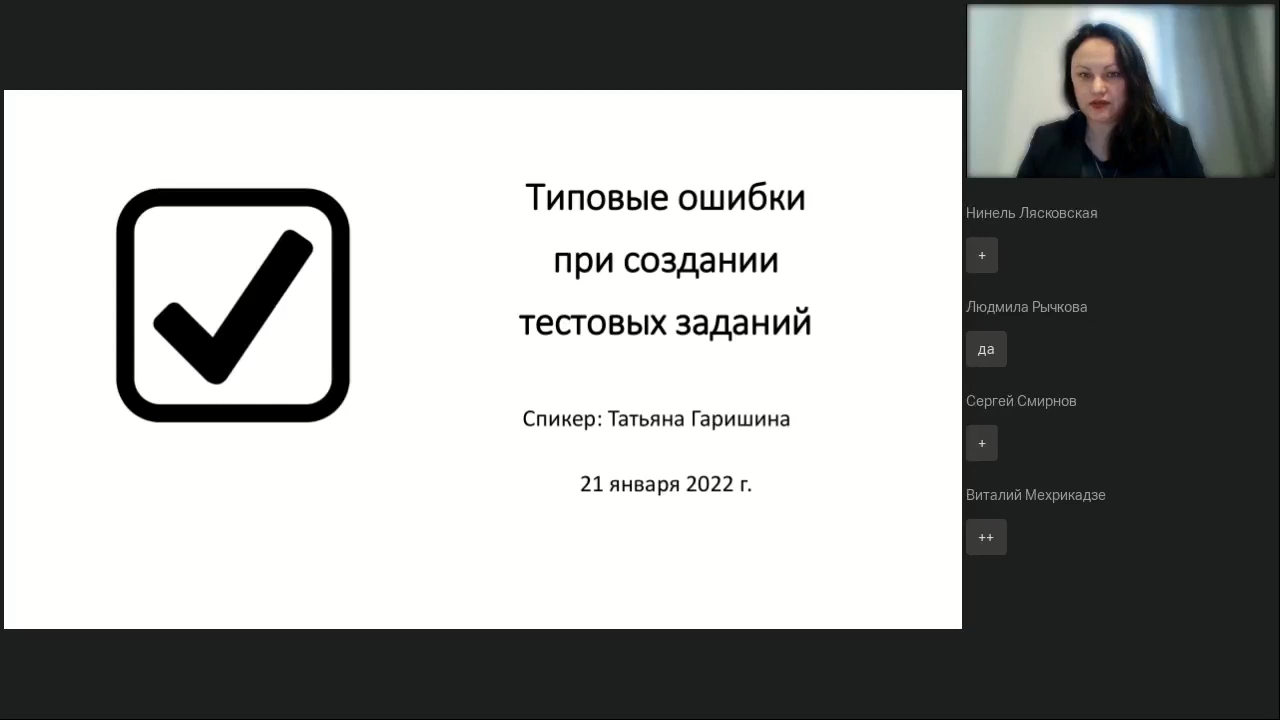 Типовые ошибки
при создании
тестовых заданий
Спикер: Татьяна Гаришина
21 января 2022 г.
Нинель Лясковская
+
Людмила Рычкова
да
Сергей Смирнов
+
Виталий Мехрикадзе
++